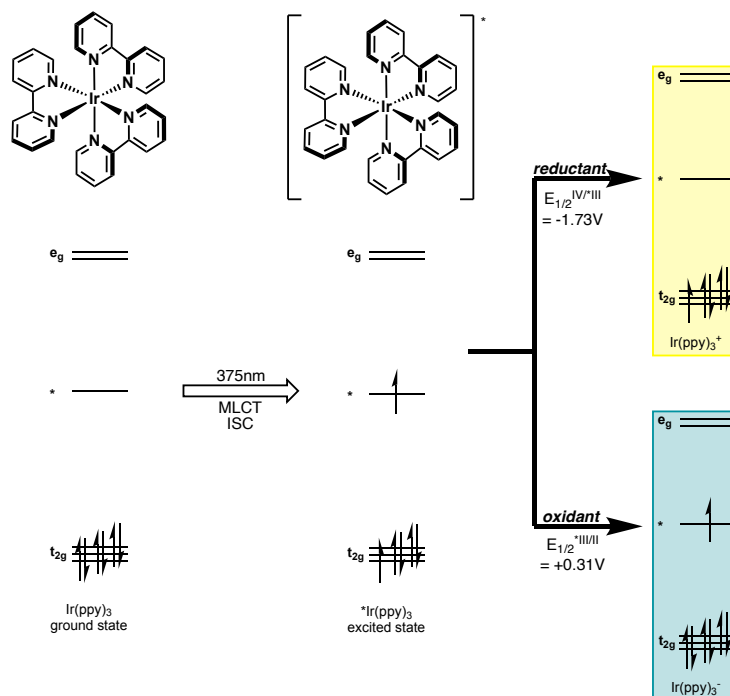 N
N
N
Ir
N
N
N
*
N
N
N
Ir
N
N
N
e_g
*
t_2g
Ir(ppy)_3
ground state
375nm
MLCT
ISC
e_g
*
t_2g
*Ir(ppy)_3
excited state
reductant
E_1/2^IV/*III
= -1.73V
e_g
*
t_2g
Ir(ppy)_3^+
oxidant
E_1/2^*III/II
= +0.31V
e_g
*
t_2g
Ir(ppy)_3^-